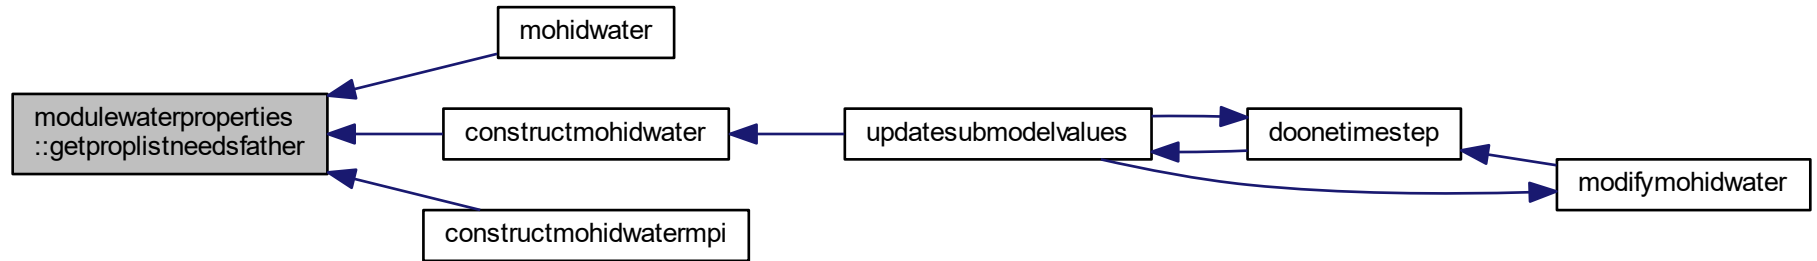 mohidwater
modulewaterproperties
::getproplistneedsfather
constructmohidwater
updatesubmodelvalues
doonetimestep
modifymohidwater
constructmohidwatermpi